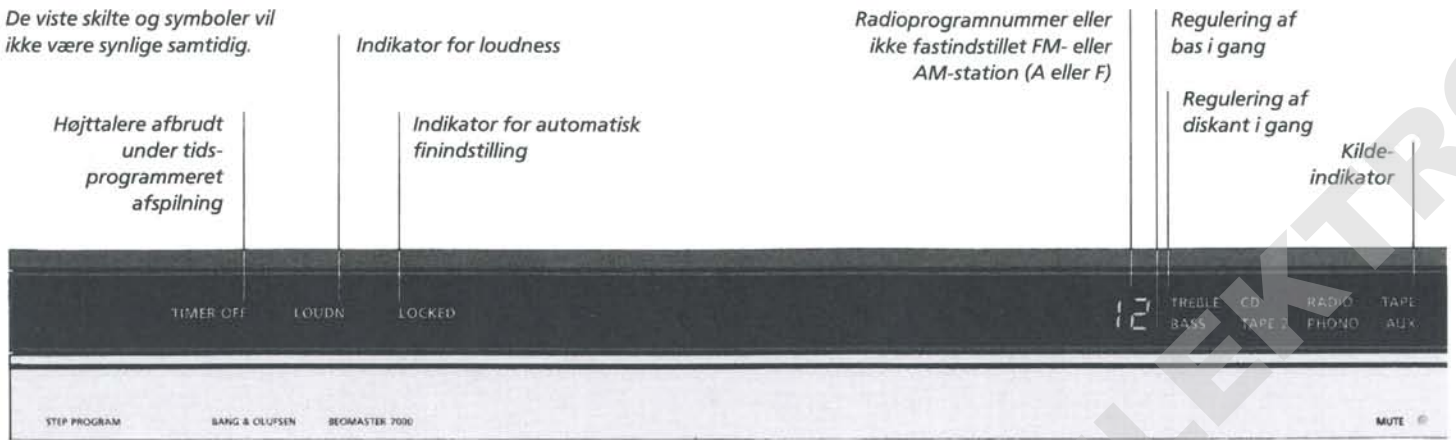 De viste skilte og symboler vil
ikke være synlige samtidig.
Højttalere afbrudt
under tids-
programmeret
afspilning
Indikator for loudness
Indikator for automatisk
finindstilling
Radioprogramnummer eller
ikke fastindstillet FM- eller
AM-station (A eller F)
Regulering af
bas i gang
Regulering af
diskant i gang
Kilde-
indikator
TIMER OFF LOUDN LOCKED 12 TREBLE CD RADIO TAPE
BASS TAPE 2 PHONO AUX
STEP PROGRAM BANG & OLUFSEN BEOMASTER 7000 MUTE
LEKTRO